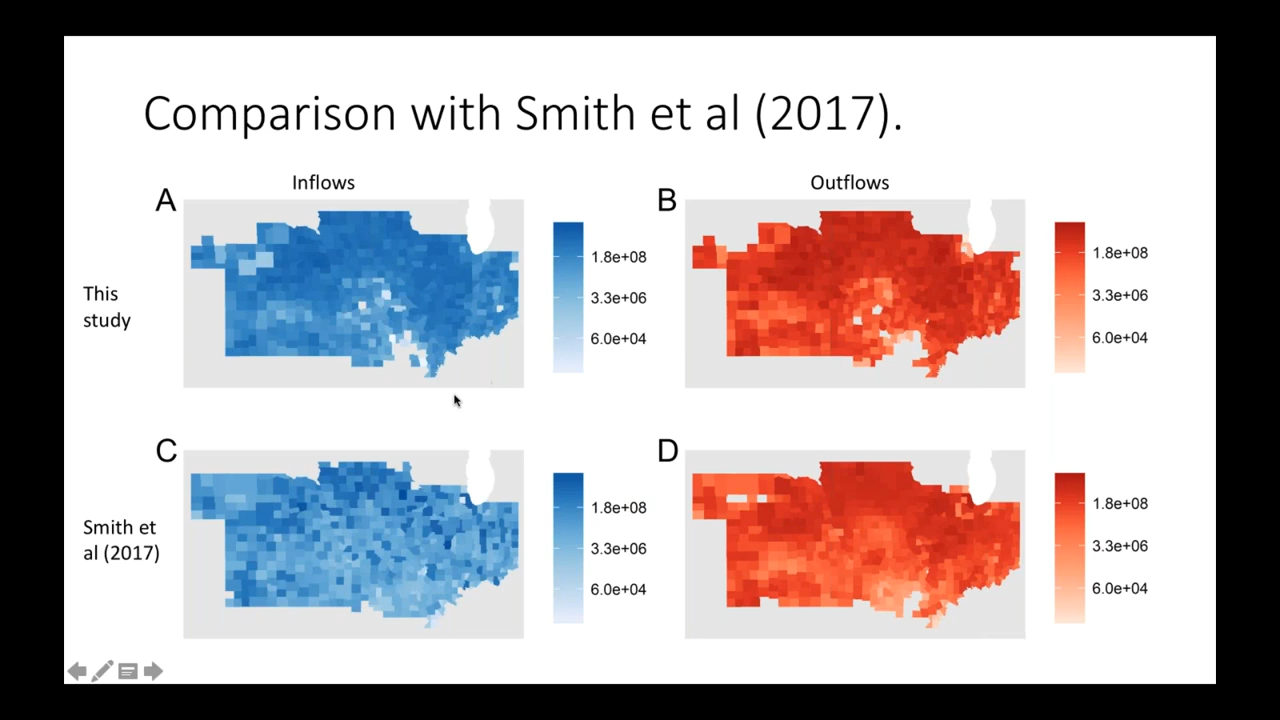 Comparison with Smith et al (2017).
Inflows
Outflows
A
B
1.8e+08
3.3e+06
6.0e+04
1.8e+08
3.3e+06
6.0e+04
This
study
C
D
1.8e+08
3.3e+06
6.0e+04
1.8e+08
3.3e+06
6.0e+04
Smith et
al (2017)